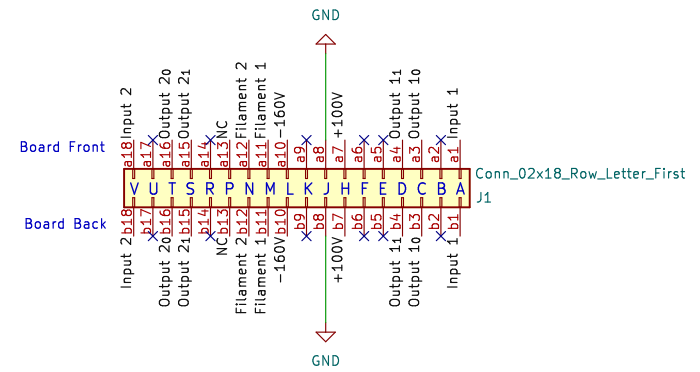 GND
Input 2
Output 20
Output 21
NC
Filament 2
Filament 1
-160V
+100V
Output 11
Output 10
Input 1
Board Front
a18 a17 a16 a15 a14 a13 a12 a11 a10 a9 a8 a7 a6 a5 a4 a3 a2 a1
Conn_02x18_Row_Letter_First
V U T S R P N M L K J H F E D C B A
J1
Board Back
b18 b17 b16 b15 b14 b13 b12 b11 b10 b9 b8 b7 b6 b5 b4 b3 b2 b1
Input 2
Output 20
Output 21
NC
Filament 2
Filament 1
-160V
+100V
Output 11
Output 10
Input 1
GND